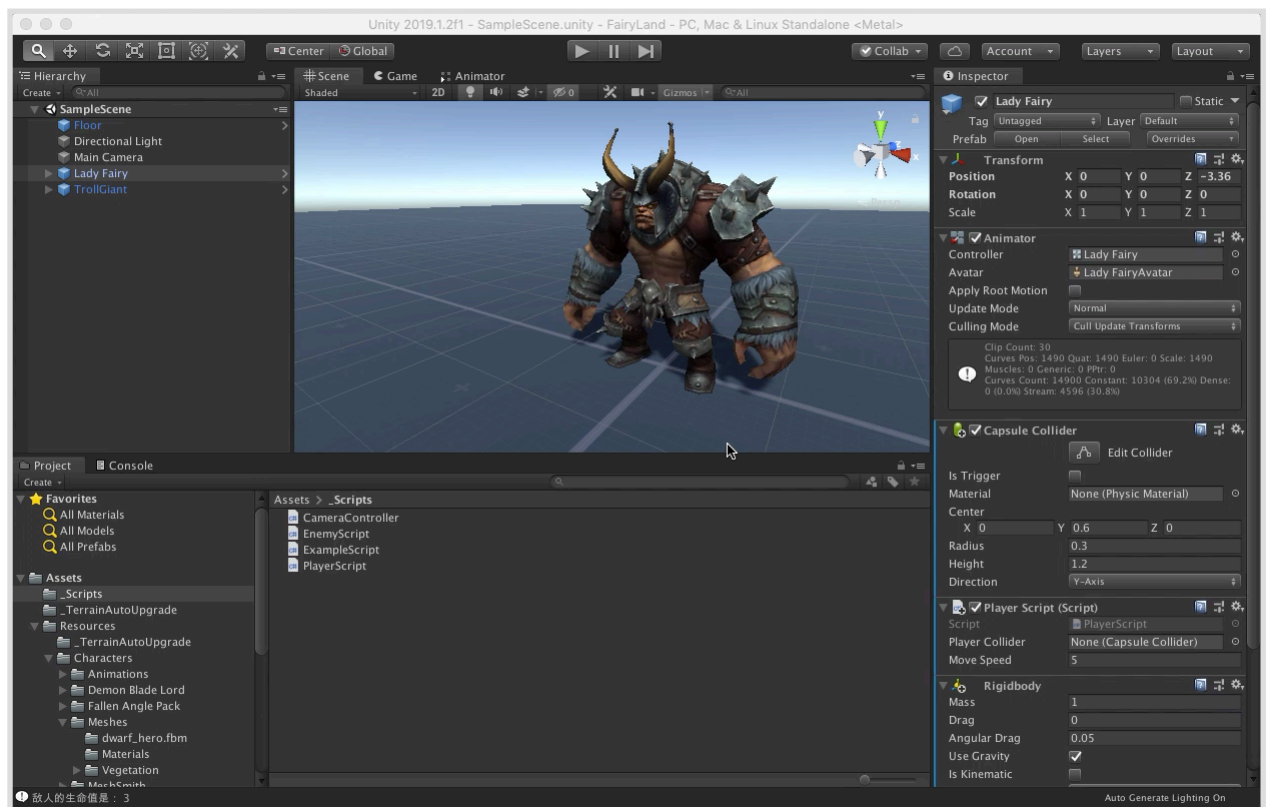 Unity 2019.1.2f1 - SampleScene.unity - FairyLand - PC, Mac & Linux Standalone <Metal>
Center Global Collab Account Layers Layout
Hierarchy
Create All
SampleScene
Floor
Directional Light
Main Camera
Lady Fairy
TrollGiant
Scene Game Animator
Shaded 2D 0 Gizmos All
y
x
Persp
Inspector
Lady Fairy Static
Tag Untagged Layer Default
Prefab Open Select Overrides
Transform
Position X 0 Y 0 Z -3.36
Rotation X 0 Y 0 Z 0
Scale X 1 Y 1 Z 1
Animator
Controller Lady Fairy
Avatar Lady FairyAvatar
Apply Root Motion
Update Mode Normal
Culling Mode Cull Update Transforms
Clip Count: 30
Curves Pos: 1490 Quat: 1490 Euler: 0 Scale: 1490
Muscles: 0 Generic: 0 PPtr: 0
Curves Count: 14900 Constant: 10304 (69.2%) Dense:
0 (0.0%) Stream: 4596 (30.8%)
Capsule Collider
Edit Collider
Is Trigger
Material None (Physic Material)
Center
X 0 Y 0.6 Z 0
Radius 0.3
Height 1.2
Direction Y-Axis
Player Script (Script)
Script PlayerScript
Player Collider None (Capsule Collider)
Move Speed 5
Rigidbody
Mass 1
Drag 0
Angular Drag 0.05
Use Gravity
Is Kinematic
Project Console
Create
Favorites
All Materials
All Models
All Prefabs
Assets
_Scripts
_TerrainAutoUpgrade
Resources
_TerrainAutoUpgrade
Characters
Animations
Demon Blade Lord
Fallen Angle Pack
Meshes
dwarf_hero.fbm
Materials
Vegetation
MeshSmith
Assets > _Scripts
CameraController
EnemyScript
ExampleScript
PlayerScript
敌人的生命值是： 3
Auto Generate Lighting On